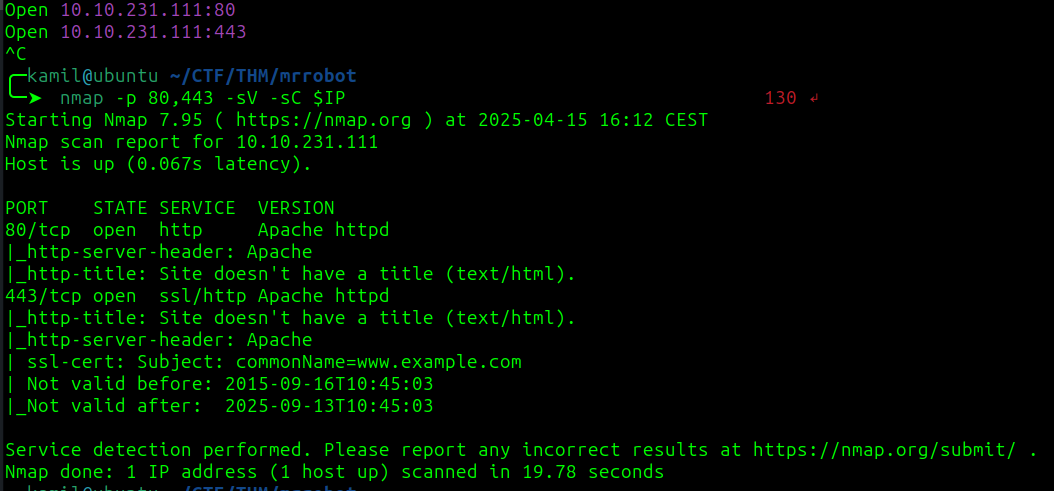 Open 10.10.231.111:80
Open 10.10.231.111:443
^C
kamil@ubuntu ~/CTF/THM/mrrobot
➤ nmap -p 80,443 -sV -sC $IP 130 ↲
Starting Nmap 7.95 ( https://nmap.org ) at 2025-04-15 16:12 CEST
Nmap scan report for 10.10.231.111
Host is up (0.067s latency).
PORT    STATE SERVICE  VERSION
80/tcp  open  http     Apache httpd
|_http-server-header: Apache
|_http-title: Site doesn't have a title (text/html).
443/tcp open  ssl/http Apache httpd
|_http-title: Site doesn't have a title (text/html).
|_http-server-header: Apache
| ssl-cert: Subject: commonName=www.example.com
| Not valid before: 2015-09-16T10:45:03
|_Not valid after:  2025-09-13T10:45:03
Service detection performed. Please report any incorrect results at https://nmap.org/submit/ .
Nmap done: 1 IP address (1 host up) scanned in 19.78 seconds
kamil@ubuntu ~/CTF/THM/mrrobot